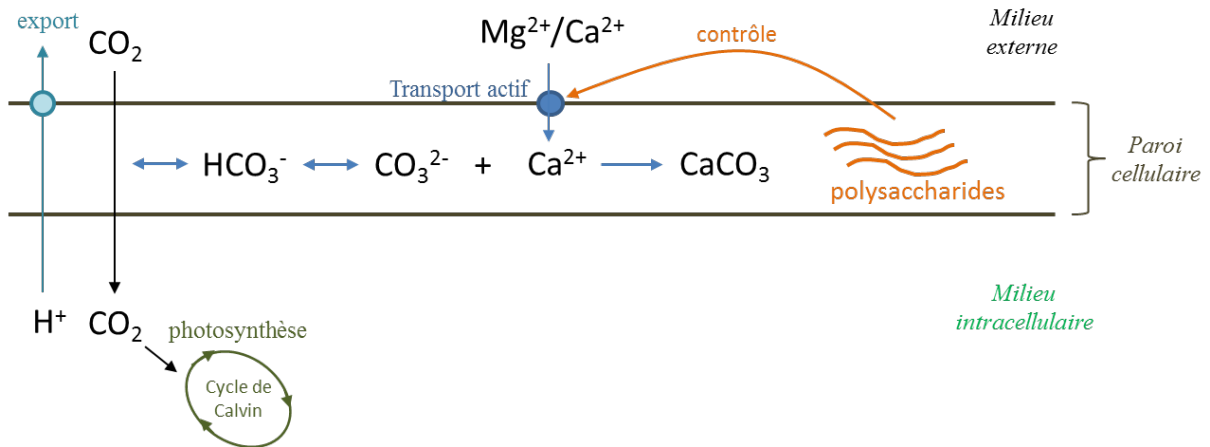 export
CO₂
Mg²⁺/Ca²⁺
contrôle
Milieu
externe
Transport actif
HCO₃⁻
CO₃²⁻
+
Ca²⁺
CaCO₃
polysaccharides
Paroi
cellulaire
H⁺
CO₂
photosynthèse
Cycle de
Calvin
Milieu
intracellulaire